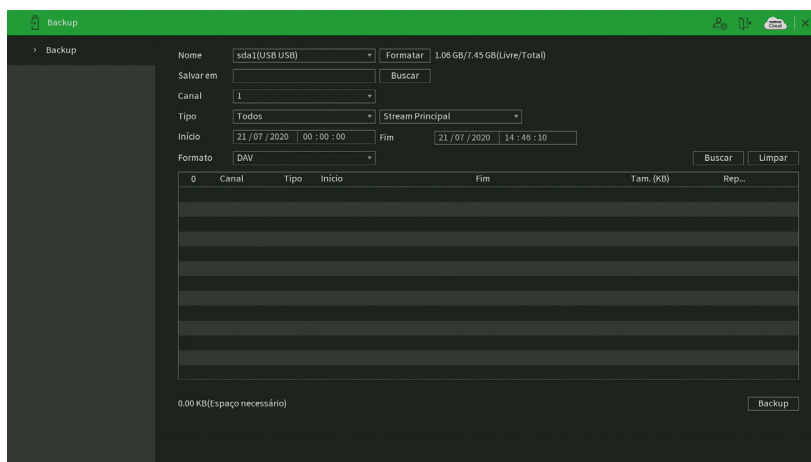 Backup
Backup
Nome sda1(USB USB) Formatar 1.06 GB/7.45 GB(Livre/Total)
Salvar em Buscar
Canal 1
Tipo Todos Stream Principal
Início 21 / 07 / 2020 00 : 00 : 00 Fim 21 / 07 / 2020 14 : 46 : 10
Formato DAV Buscar Limpar
0 Canal Tipo Início Fim Tam. (KB) Rep...
0.00 KB(Espaço necessário) Backup